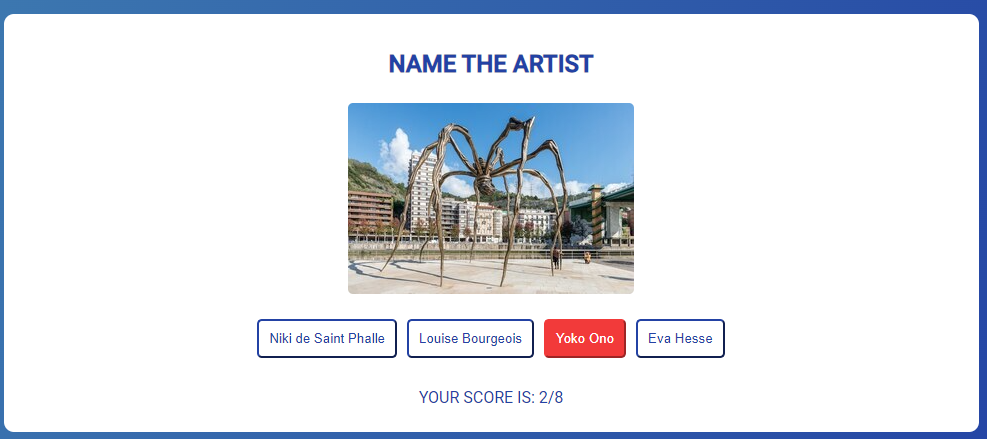 NAME THE ARTIST
Niki de Saint Phalle Louise Bourgeois Yoko Ono Eva Hesse
YOUR SCORE IS: 2/8